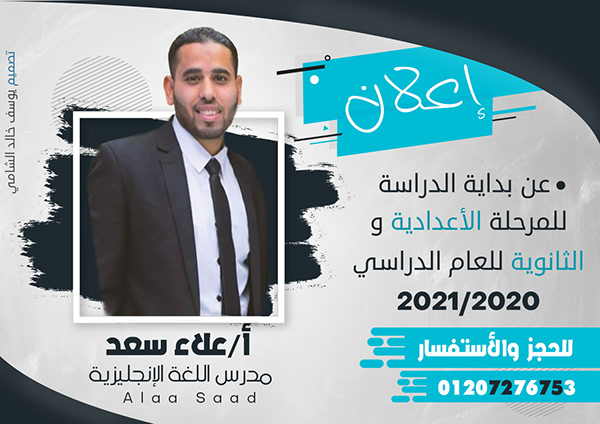 إعلان
• عن بداية الدراسة
للمرحلة الأعدادية و
الثانوية للعام الدراسي
2021/2020
للحجز والأستفسار
01207276753
أ/علاء سعد
مدرس اللغة الإنجليزية
Alaa Saad
تصميم يوسف خالد الشامي